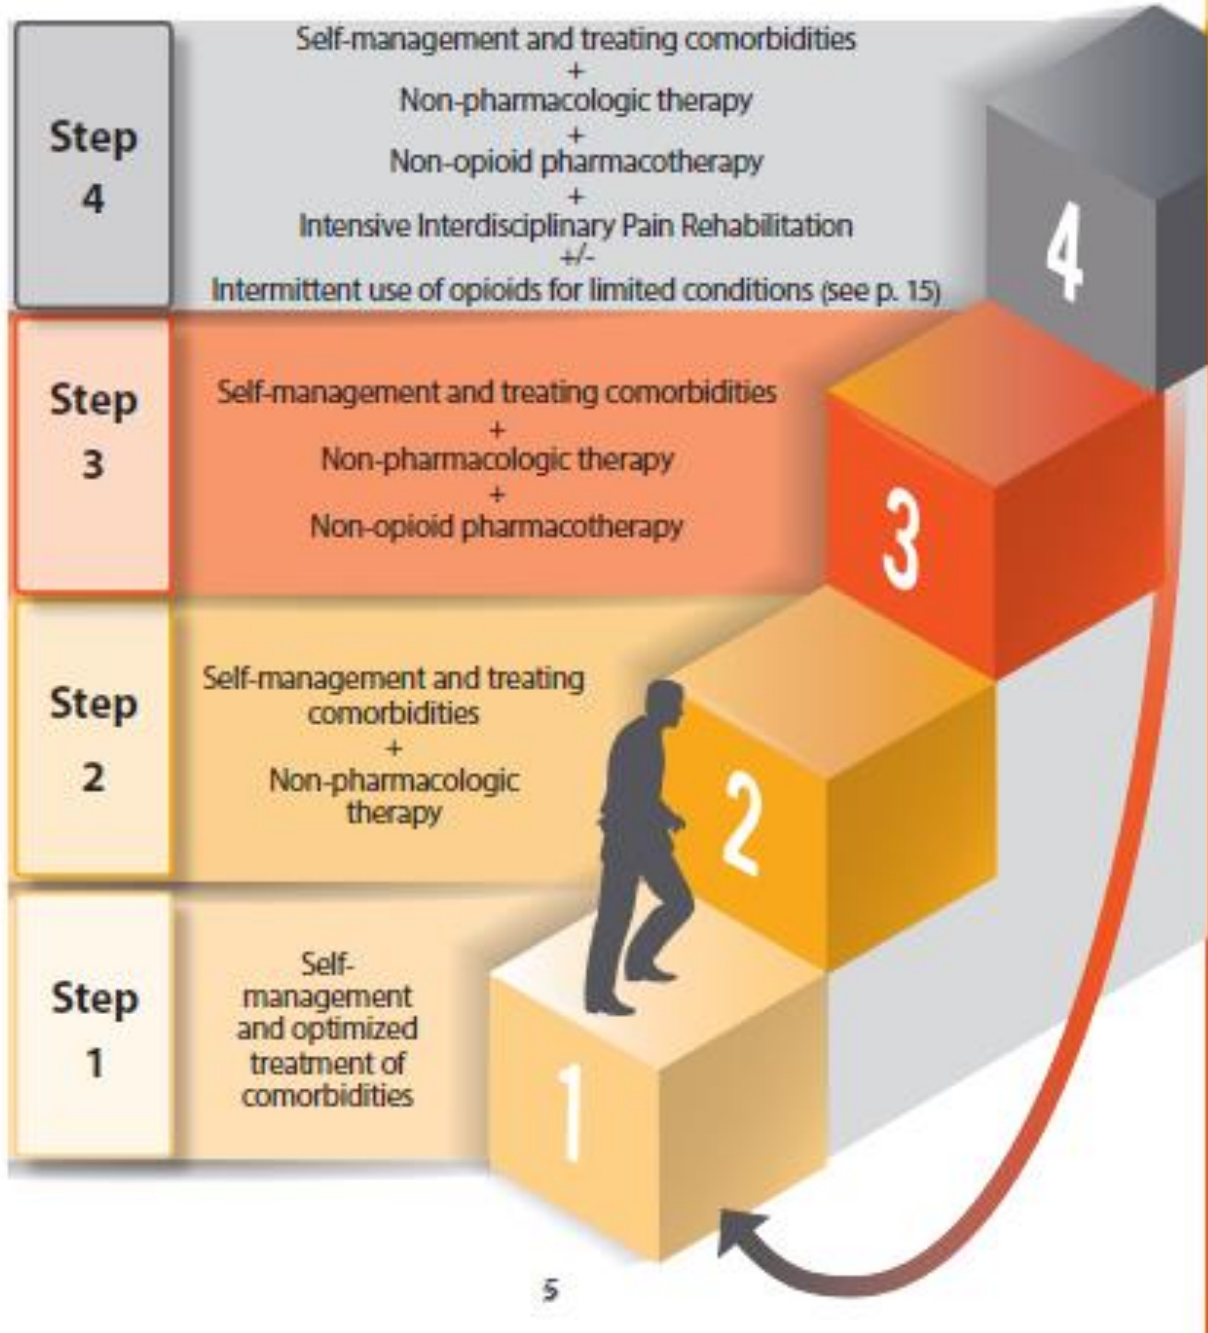 Step
4
Self-management and treating comorbidities
+
Non-pharmacologic therapy
+
Non-opioid pharmacotherapy
+
Intensive Interdisciplinary Pain Rehabilitation
+/-
Intermittent use of opioids for limited conditions (see p. 15)
4
Step
3
Self-management and treating comorbidities
+
Non-pharmacologic therapy
+
Non-opioid pharmacotherapy
3
Step
2
Self-management and treating
comorbidities
+
Non-pharmacologic
therapy
2
Step
1
Self-
management
and optimized
treatment of
comorbidities
1
5